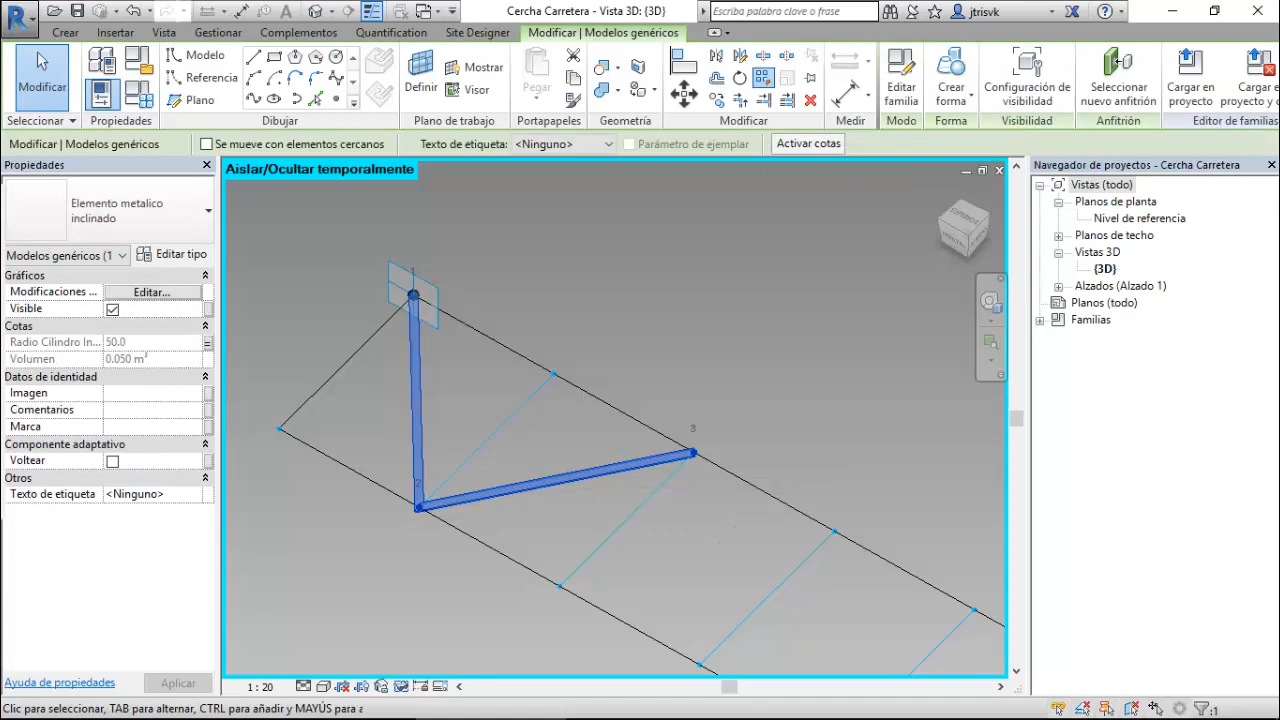 Cercha Carretera - Vista 3D: {3D}
Escriba palabra clave o frase
jtrisvk
Crear Insertar Vista Gestionar Complementos Quantification Site Designer Modificar | Modelos genéricos
Modificar
Modelo
Referencia
Plano
Definir
Mostrar
Visor
Pegar
Editar familia
Crear forma
Configuración de visibilidad
Seleccionar nuevo anfitrión
Cargar en proyecto
Cargar en proyecto y c
Seleccionar Propiedades Dibujar Plano de trabajo Portapapeles Geometría Modificar Medir Modo Forma Visibilidad Anfitrión Editor de familias
Modificar | Modelos genéricos
Se mueve con elementos cercanos
Texto de etiqueta: <Ninguno>
Parámetro de ejemplar
Activar cotas
Propiedades
Elemento metalico inclinado
Modelos genéricos (1
Editar tipo
Gráficos
Modificaciones ... Editar...
Visible
Cotas
Radio Cilindro In... 50.0
Volumen 0.050 m³
Datos de identidad
Imagen
Comentarios
Marca
Componente adaptativo
Voltear
Otros
Texto de etiqueta <Ninguno>
Ayuda de propiedades
Aplicar
Aislar/Ocultar temporalmente
1
2
3
1 : 20
Navegador de proyectos - Cercha Carretera
Vistas (todo)
Planos de planta
Nivel de referencia
Planos de techo
Vistas 3D
{3D}
Alzados (Alzado 1)
Planos (todo)
Familias
Clic para seleccionar, TAB para alternar, CTRL para añadir y MAYÚS para a
:1